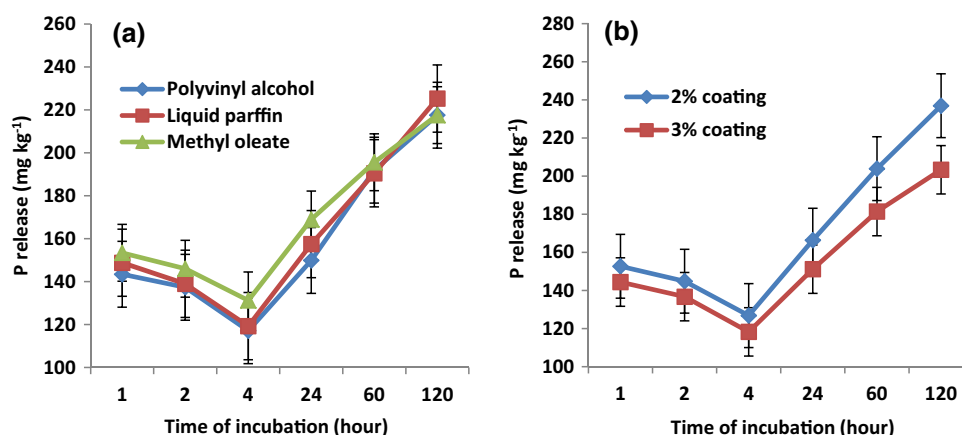 (a)
P release (mg kg⁻¹)
260
240
220
200
180
160
140
120
100
Polyvinyl alcohol
Liquid parffin
Methyl oleate
1 2 4 24 60 120
Time of incubation (hour)
(b)
P release (mg kg⁻¹)
280
260
240
220
200
180
160
140
120
100
2% coating
3% coating
1 2 4 24 60 120
Time of incubation (hour)